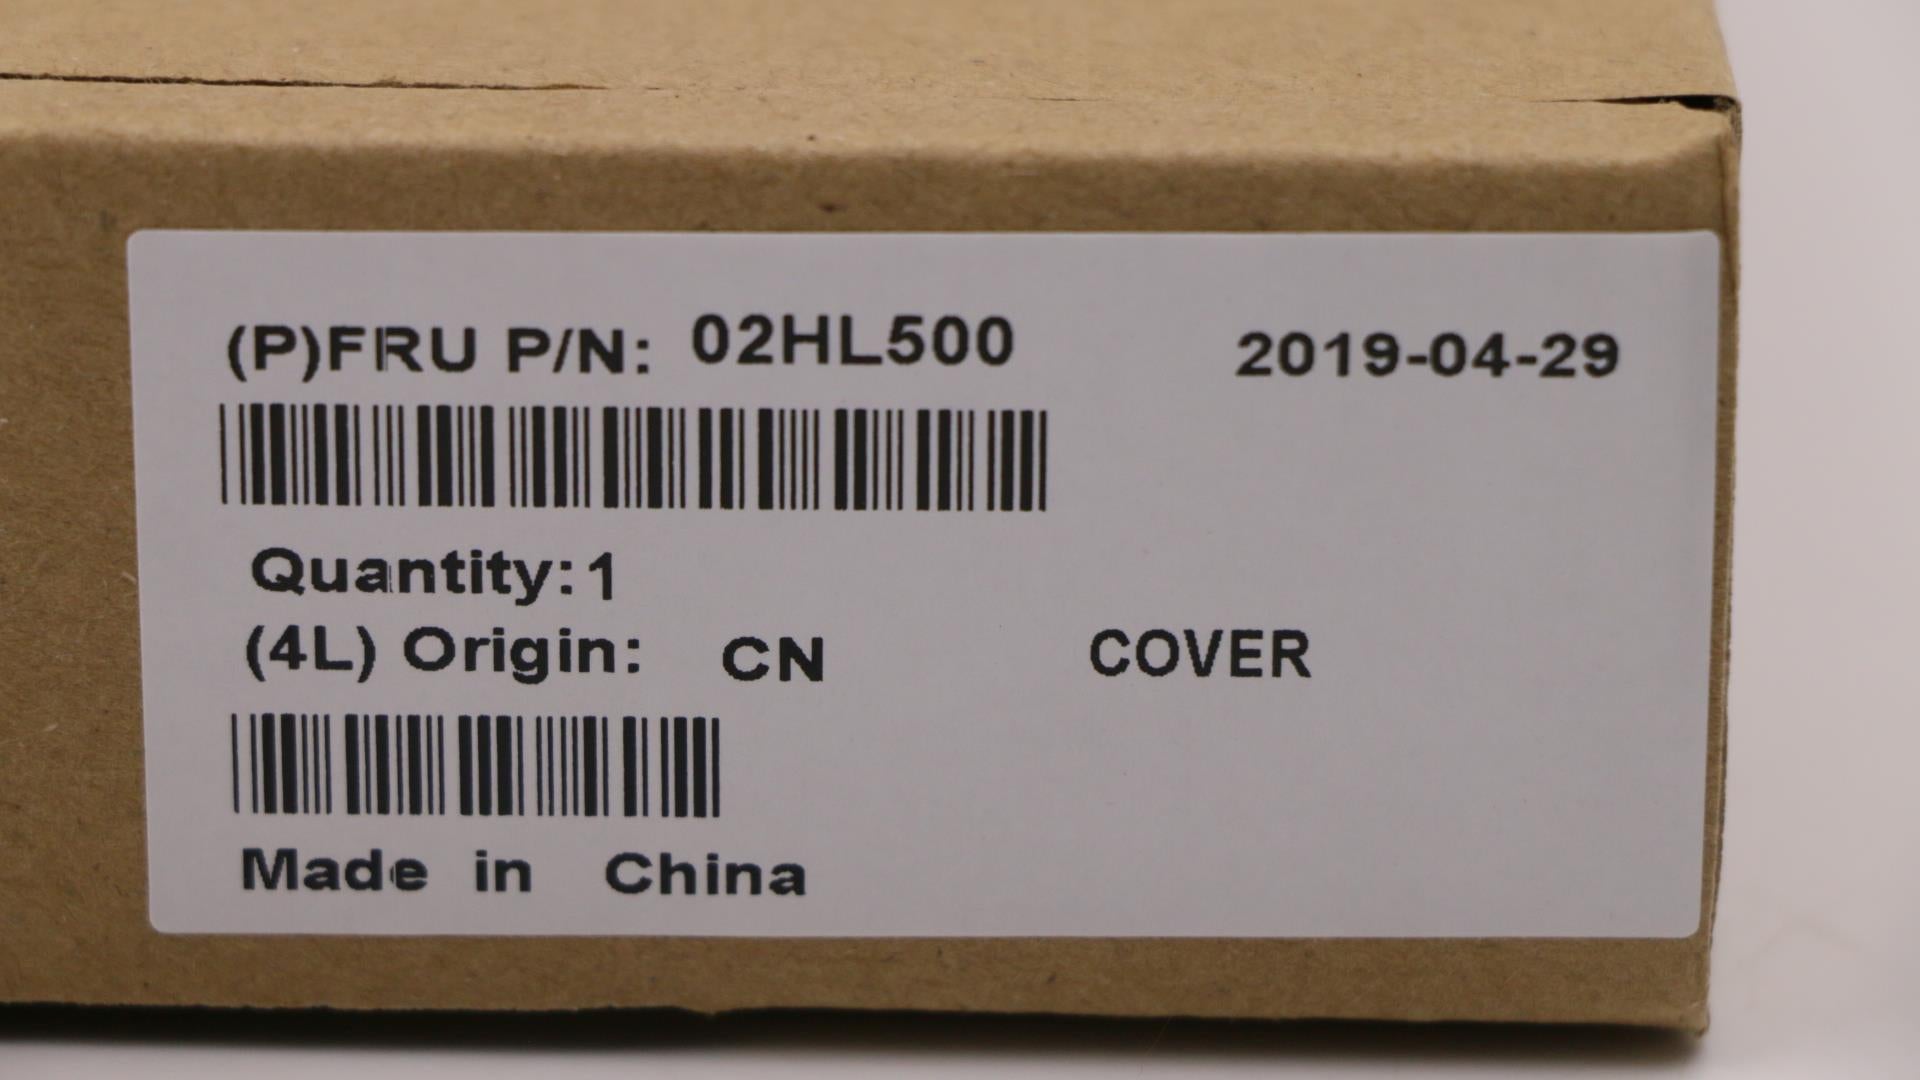 (P)FRU P/N: 02HL500 2019-04-29
Quantity: 1
(4L) Origin: CN COVER
Made in China